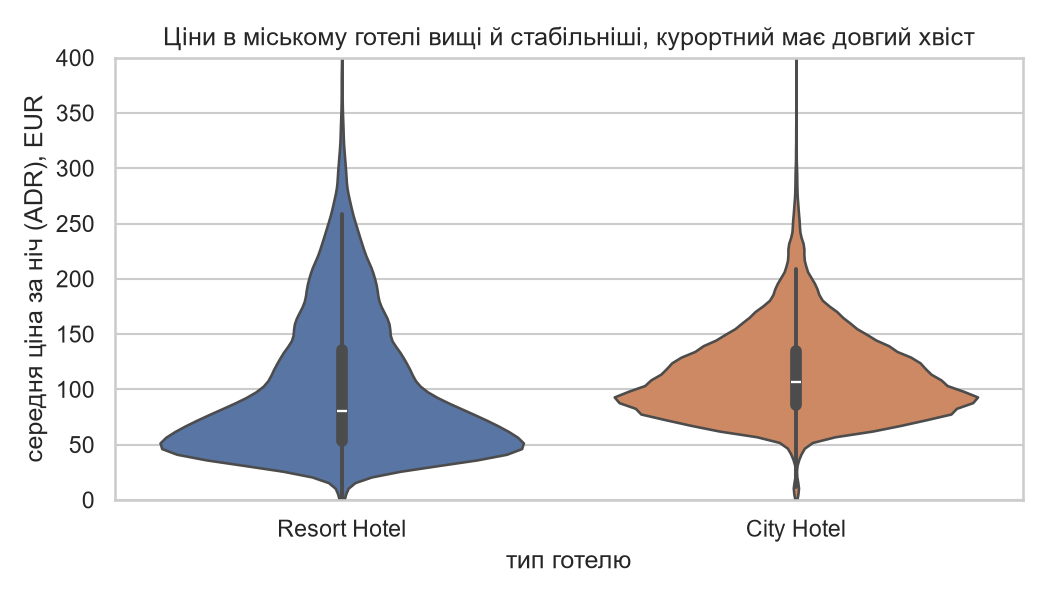 Ціни в міському готелі вищі й стабільніші, курортний має довгий хвіст
середня ціна за ніч (ADR), EUR
400
350
300
250
200
150
100
50
0
Resort Hotel
City Hotel
тип готелю